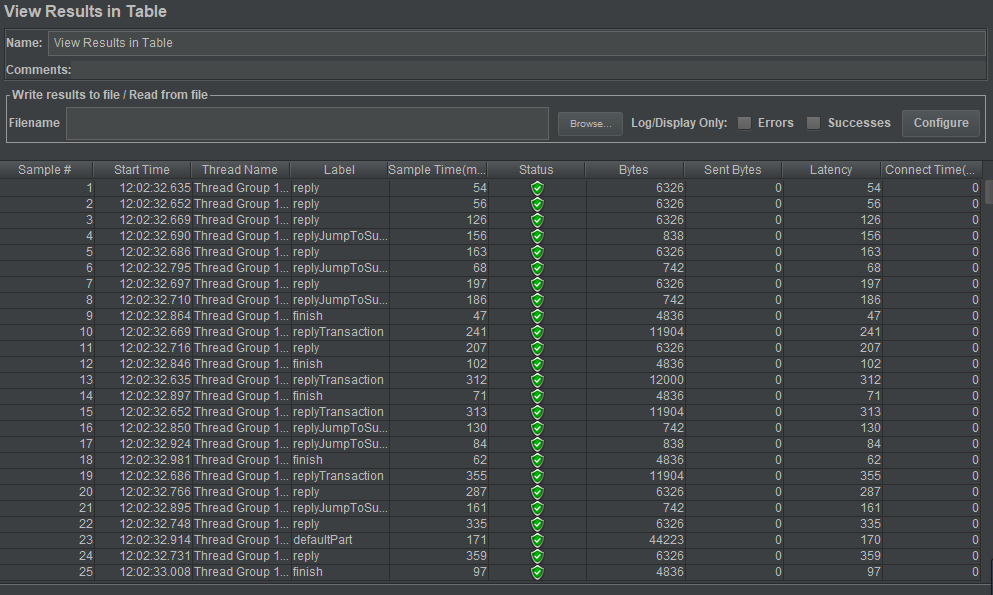 View Results in Table
Name: View Results in Table
Comments:
Write results to file / Read from file
Filename Browse... Log/Display Only: Errors Successes Configure
Sample # Start Time Thread Name Label Sample Time(m... Status Bytes Sent Bytes Latency Connect Time(...
1 12:02:32.635 Thread Group 1... reply 54 6326 0 54 0
2 12:02:32.652 Thread Group 1... reply 56 6326 0 56 0
3 12:02:32.669 Thread Group 1... reply 126 6326 0 126 0
4 12:02:32.690 Thread Group 1... replyJumpToSu... 156 838 0 156 0
5 12:02:32.686 Thread Group 1... reply 163 6326 0 163 0
6 12:02:32.795 Thread Group 1... replyJumpToSu... 68 742 0 68 0
7 12:02:32.697 Thread Group 1... reply 197 6326 0 197 0
8 12:02:32.710 Thread Group 1... replyJumpToSu... 186 742 0 186 0
9 12:02:32.864 Thread Group 1... finish 47 4836 0 47 0
10 12:02:32.669 Thread Group 1... replyTransaction 241 11904 0 241 0
11 12:02:32.716 Thread Group 1... reply 207 6326 0 207 0
12 12:02:32.846 Thread Group 1... finish 102 4836 0 102 0
13 12:02:32.635 Thread Group 1... replyTransaction 312 12000 0 312 0
14 12:02:32.897 Thread Group 1... finish 71 4836 0 71 0
15 12:02:32.652 Thread Group 1... replyTransaction 313 11904 0 313 0
16 12:02:32.850 Thread Group 1... replyJumpToSu... 130 742 0 130 0
17 12:02:32.924 Thread Group 1... replyJumpToSu... 84 838 0 84 0
18 12:02:32.981 Thread Group 1... finish 62 4836 0 62 0
19 12:02:32.686 Thread Group 1... replyTransaction 355 11904 0 355 0
20 12:02:32.766 Thread Group 1... reply 287 6326 0 287 0
21 12:02:32.895 Thread Group 1... replyJumpToSu... 161 742 0 161 0
22 12:02:32.748 Thread Group 1... reply 335 6326 0 335 0
23 12:02:32.914 Thread Group 1... defaultPart 171 44223 0 170 0
24 12:02:32.731 Thread Group 1... reply 359 6326 0 359 0
25 12:02:33.008 Thread Group 1... finish 97 4836 0 97 0